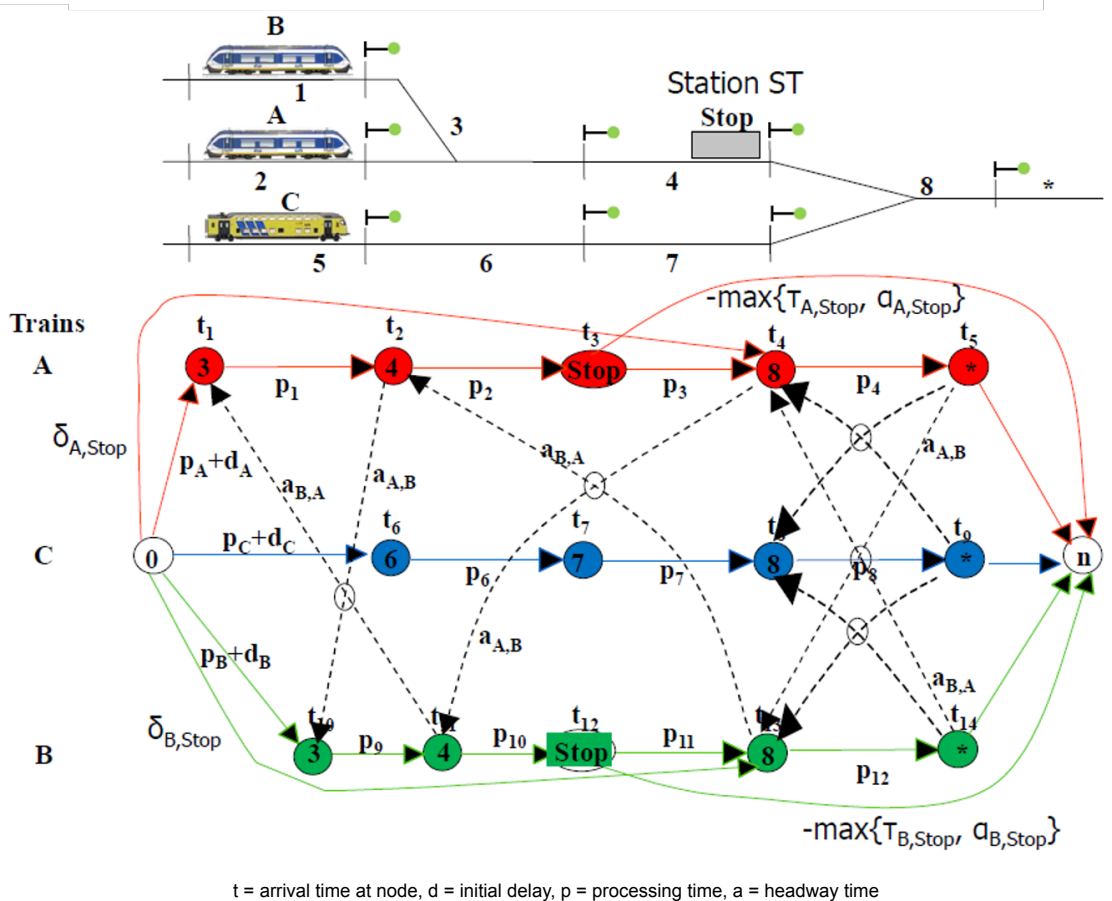 B
1
Station ST
A
Stop
3
2
4
8
*
C
5
6
7
-max{τA,Stop, αA,Stop}
Trains
t1
t2
t3
t4
t5
A
3
4
Stop
8
*
p1
p2
p3
p4
δA,Stop
pA+dA
aB,A
aA,B
aB,A
aA,B
t6
t7
t9
C
0
pC+dC
6
7
8
*
n
p6
p7
p8
aA,B
pB+dB
aB,A
t10
t12
t14
δB,Stop
B
3
4
Stop
8
*
p9
p10
p11
p12
-max{τB,Stop, αB,Stop}
t = arrival time at node, d = initial delay, p = processing time, a = headway time